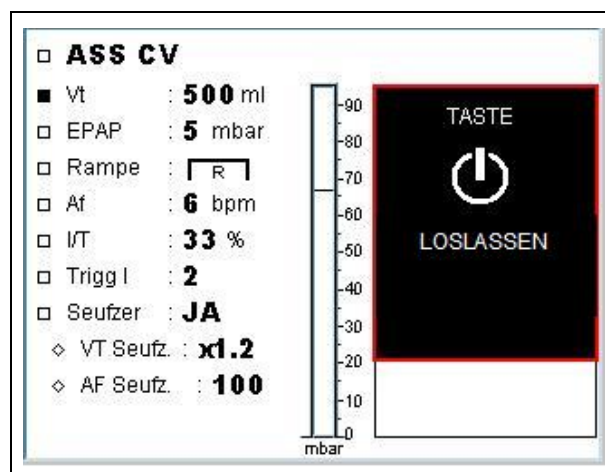 ASS CV
Vt : 500 ml
EPAP : 5 mbar
Rampe : R
Af : 6 bpm
I/T : 33 %
Trigg I : 2
Seufzer : JA
VT Seufz. : x1.2
AF Seufz. : 100
90
80
70
60
50
40
30
20
10
0
mbar
TASTE
LOSLASSEN